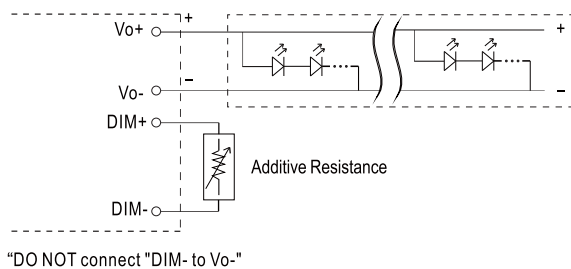 Vo+
+
+
Vo-
−
−
DIM+
Additive Resistance
DIM-
“DO NOT connect "DIM- to Vo-"